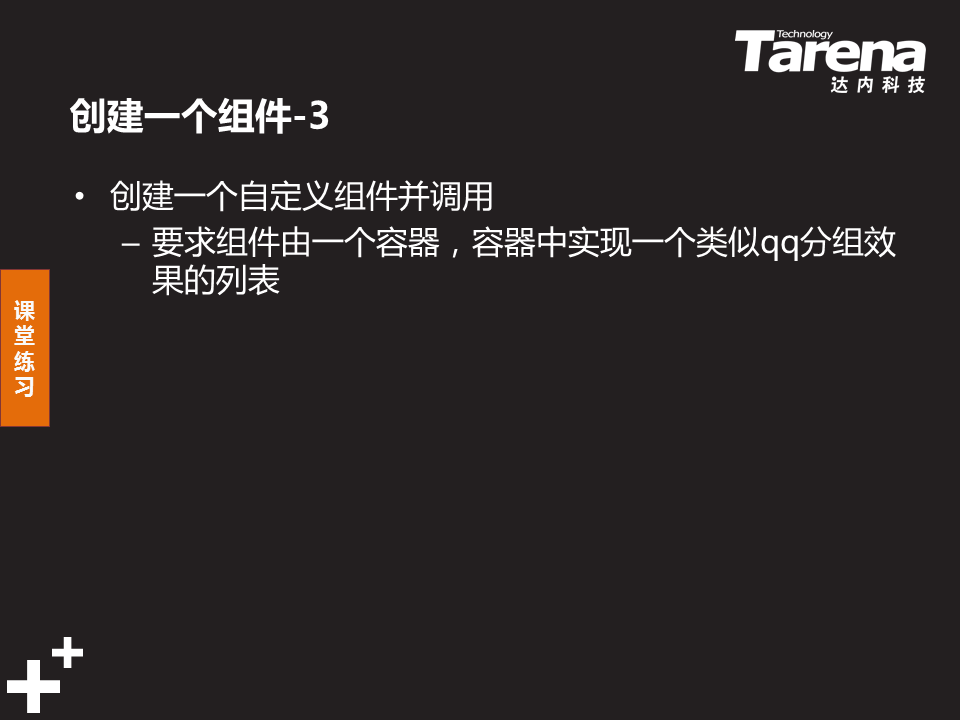 Technology
Tarena
达内科技
创建一个组件-3
• 创建一个自定义组件并调用
– 要求组件由一个容器，容器中实现一个类似qq分组效
果的列表
课
堂
练
习